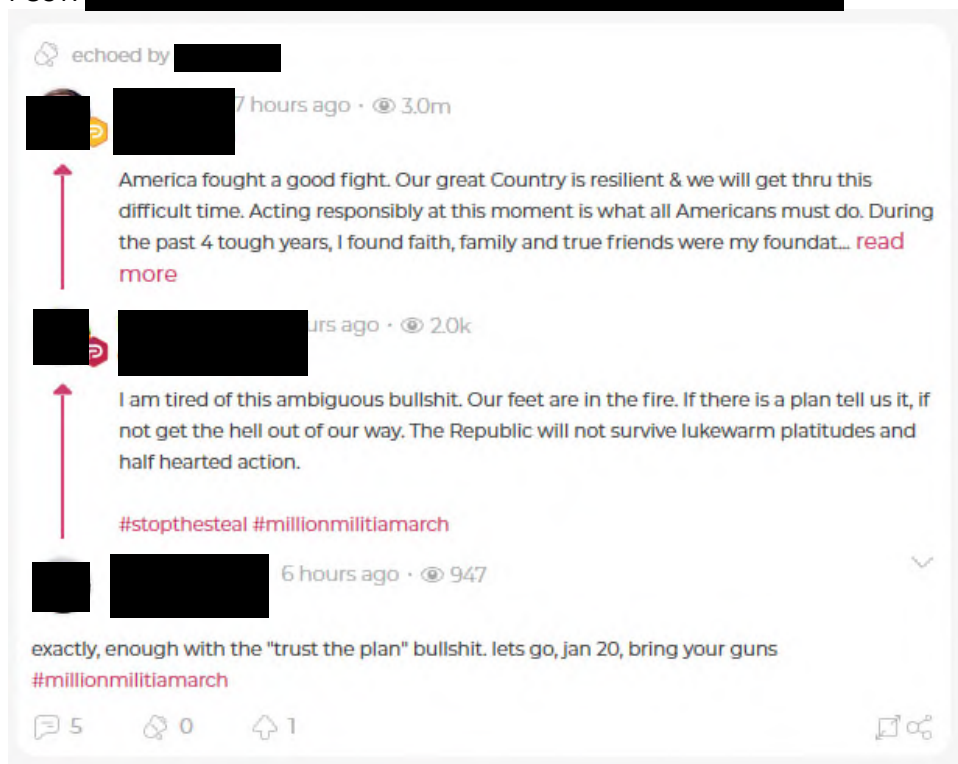 echoed by
7 hours ago · 3.0m
America fought a good fight. Our great Country is resilient & we will get thru this
difficult time. Acting responsibly at this moment is what all Americans must do. During
the past 4 tough years, I found faith, family and true friends were my foundat... read
more
ago · 2.0k
I am tired of this ambiguous bullshit. Our feet are in the fire. If there is a plan tell us it, if
not get the hell out of our way. The Republic will not survive lukewarm platitudes and
half hearted action.
#stopthesteal #millionmilitiamarch
6 hours ago · 947
exactly, enough with the "trust the plan" bullshit. lets go, jan 20, bring your guns
#millionmilitiamarch
5 0 1